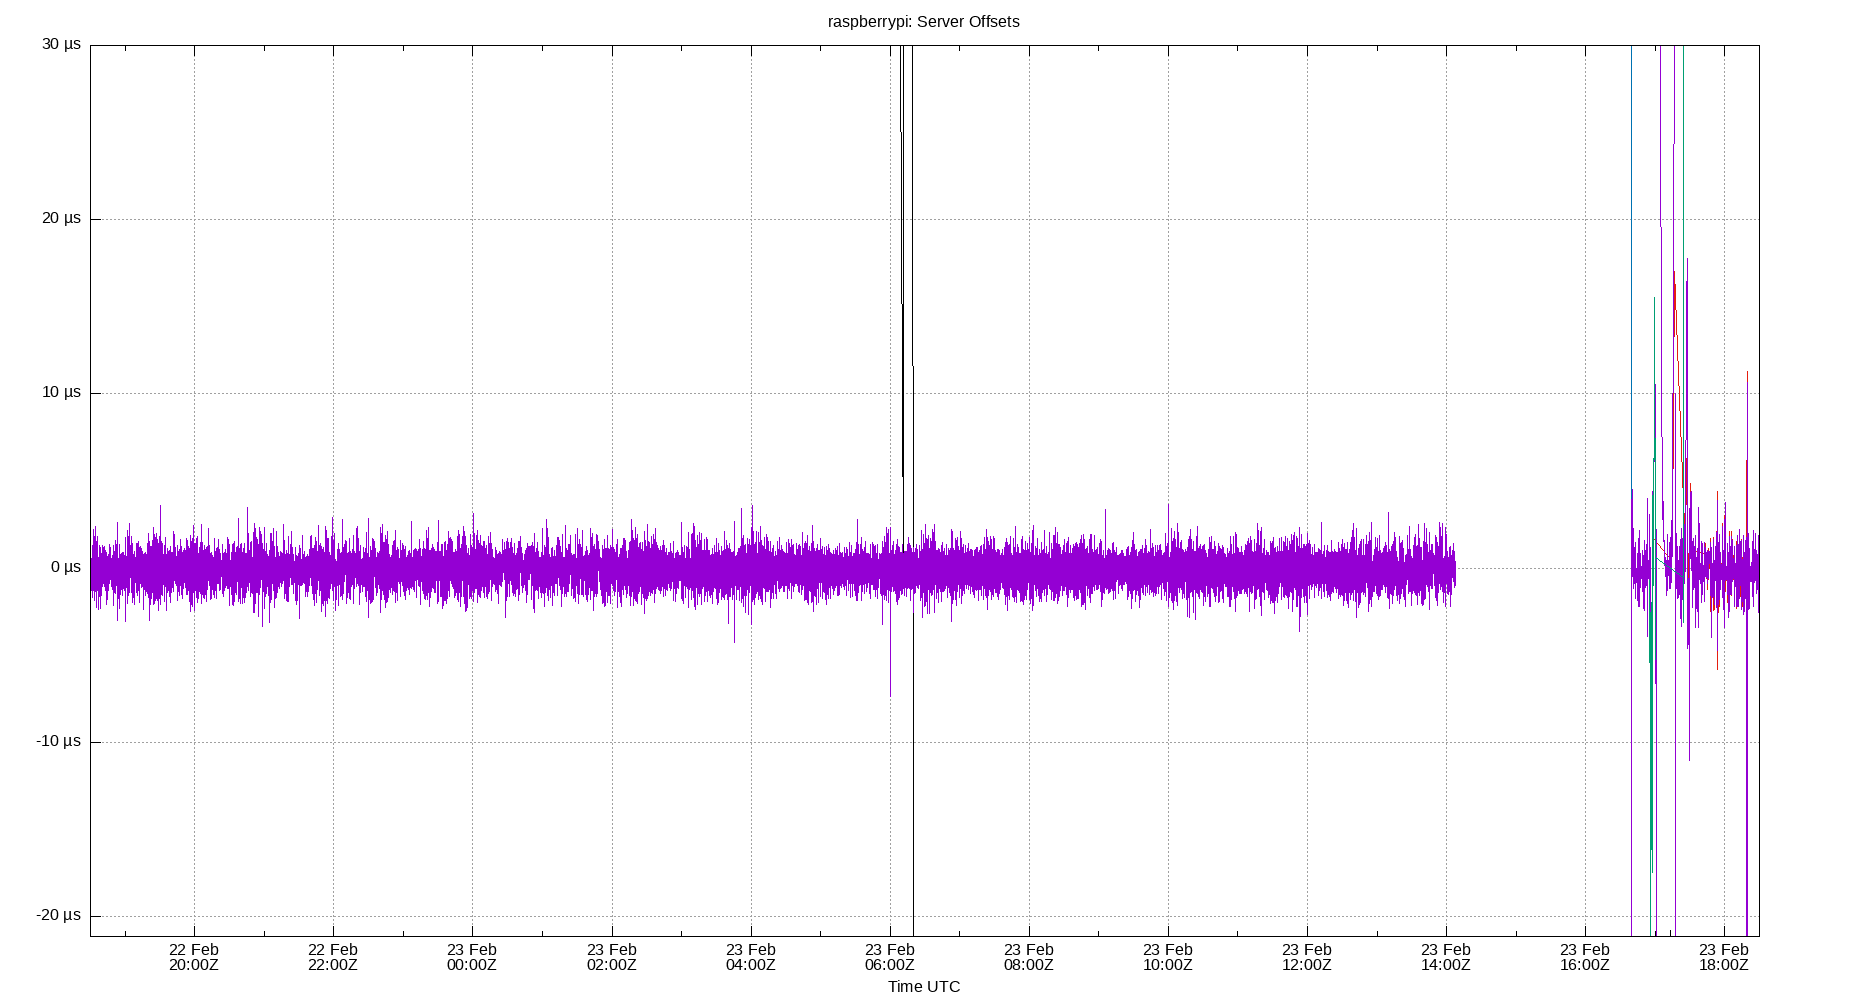 raspberrypi: Server Offsets
30 µs
20 µs
10 µs
0 µs
-10 µs
-20 µs
22 Feb 22 Feb 23 Feb 23 Feb 23 Feb 23 Feb 23 Feb 23 Feb 23 Feb 23 Feb 23 Feb 23 Feb
20:00Z 22:00Z 00:00Z 02:00Z 04:00Z 06:00Z 08:00Z 10:00Z 12:00Z 14:00Z 16:00Z 18:00Z
Time UTC